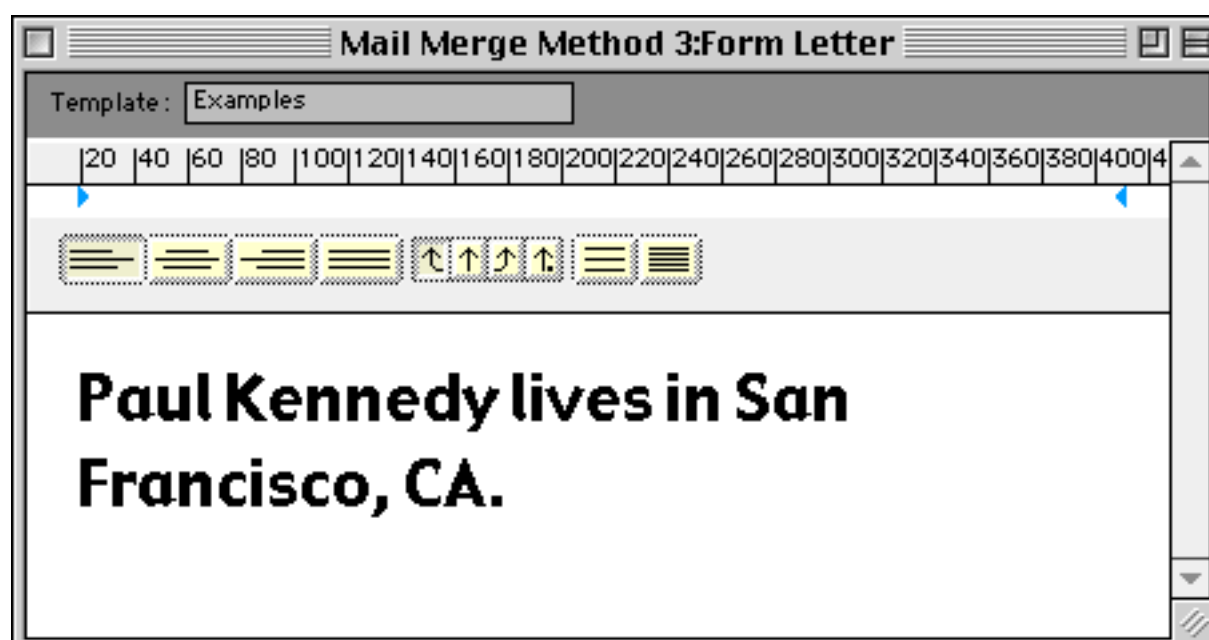 Mail Merge Method 3:Form Letter
Template: Examples
|20 |40 |60 |80 |100|120|140|160|180|200|220|240|260|280|300|320|340|360|380|400|4
Paul Kennedy lives in San
Francisco, CA.